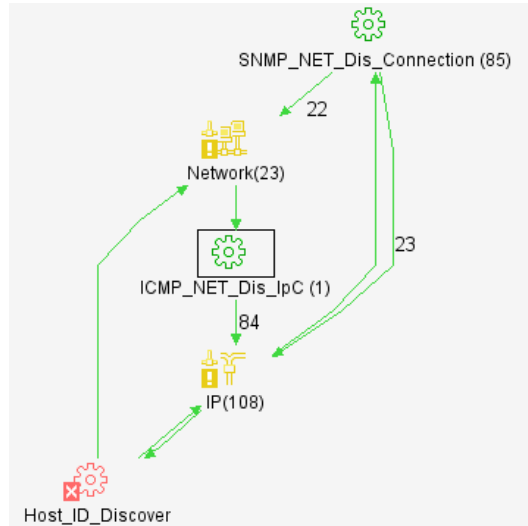 SNMP_NET_Dis_Connection (85)
22
Network(23)
23
ICMP_NET_Dis_IpC (1)
84
IP(108)
Host_ID_Discover